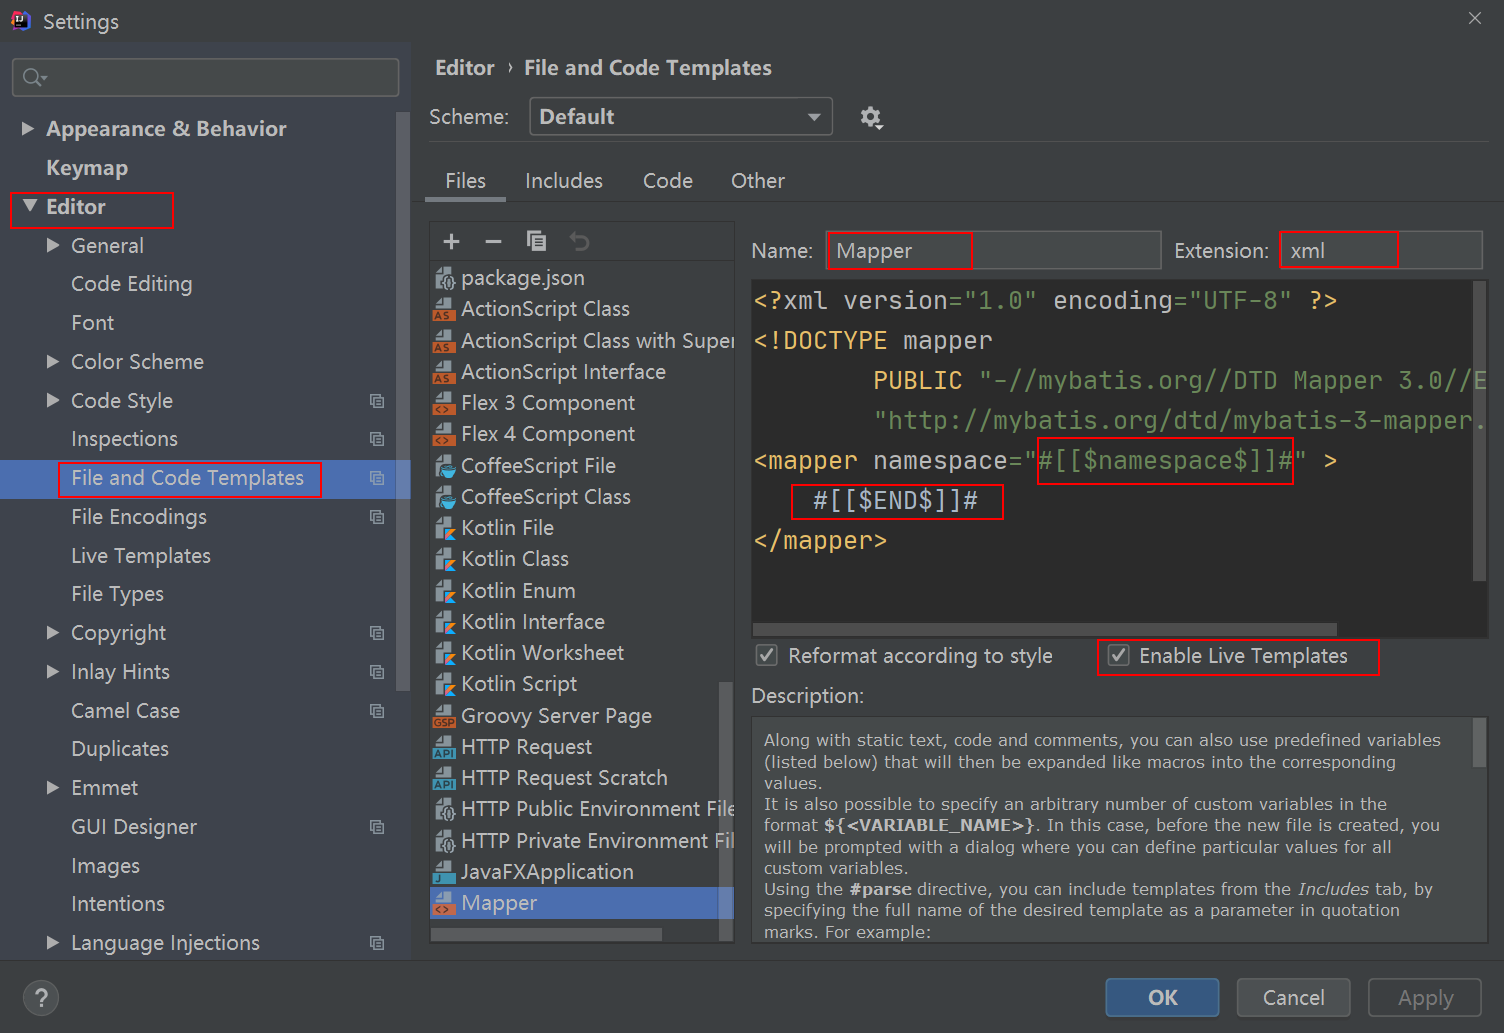 Settings
Appearance & Behavior
Keymap
Editor
General
Code Editing
Font
Color Scheme
Code Style
Inspections
File and Code Templates
File Encodings
Live Templates
File Types
Copyright
Inlay Hints
Camel Case
Duplicates
Emmet
GUI Designer
Images
Intentions
Language Injections
Editor › File and Code Templates
Scheme: Default
Files Includes Code Other
package.json
ActionScript Class
ActionScript Class with Super
ActionScript Interface
Flex 3 Component
Flex 4 Component
CoffeeScript File
CoffeeScript Class
Kotlin File
Kotlin Class
Kotlin Enum
Kotlin Interface
Kotlin Worksheet
Kotlin Script
Groovy Server Page
HTTP Request
HTTP Request Scratch
HTTP Public Environment File
HTTP Private Environment Fil
JavaFXApplication
Mapper
Name: Mapper Extension: xml
<?xml version="1.0" encoding="UTF-8" ?>
<!DOCTYPE mapper
PUBLIC "-//mybatis.org//DTD Mapper 3.0//E
"http://mybatis.org/dtd/mybatis-3-mapper.
<mapper namespace="#[[$namespace$]]#" >
#[[$END$]]#
</mapper>
Reformat according to style Enable Live Templates
Description:
Along with static text, code and comments, you can also use predefined variables
(listed below) that will then be expanded like macros into the corresponding
values.
It is also possible to specify an arbitrary number of custom variables in the
format ${<VARIABLE_NAME>}. In this case, before the new file is created, you
will be prompted with a dialog where you can define particular values for all
custom variables.
Using the #parse directive, you can include templates from the Includes tab, by
specifying the full name of the desired template as a parameter in quotation
marks. For example:
? OK Cancel Apply